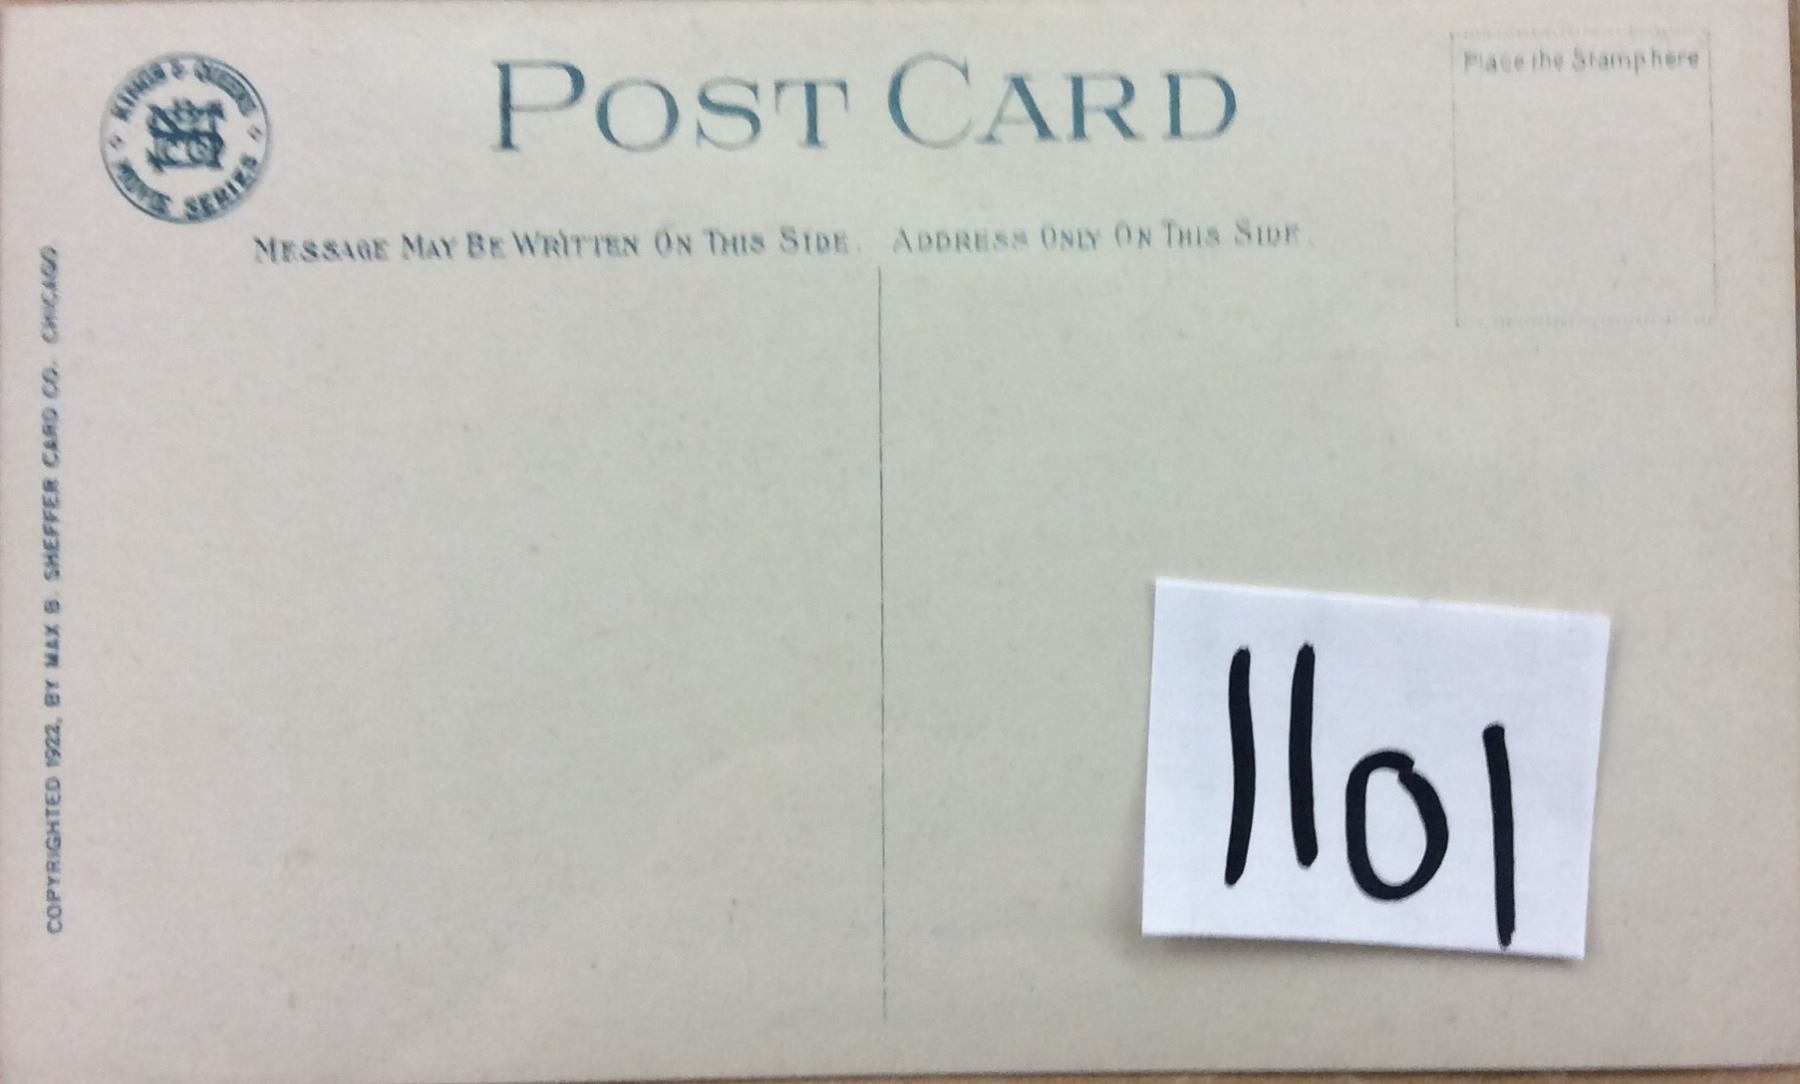 KINGS & QUEENS
MOVIE SERIES
POST CARD
Place the Stamp here
MESSAGE MAY BE WRITTEN ON THIS SIDE.
ADDRESS ONLY ON THIS SIDE.
COPYRIGHTED 1922, BY MAX B. SHEFFER CARD CO., CHICAGO
1101